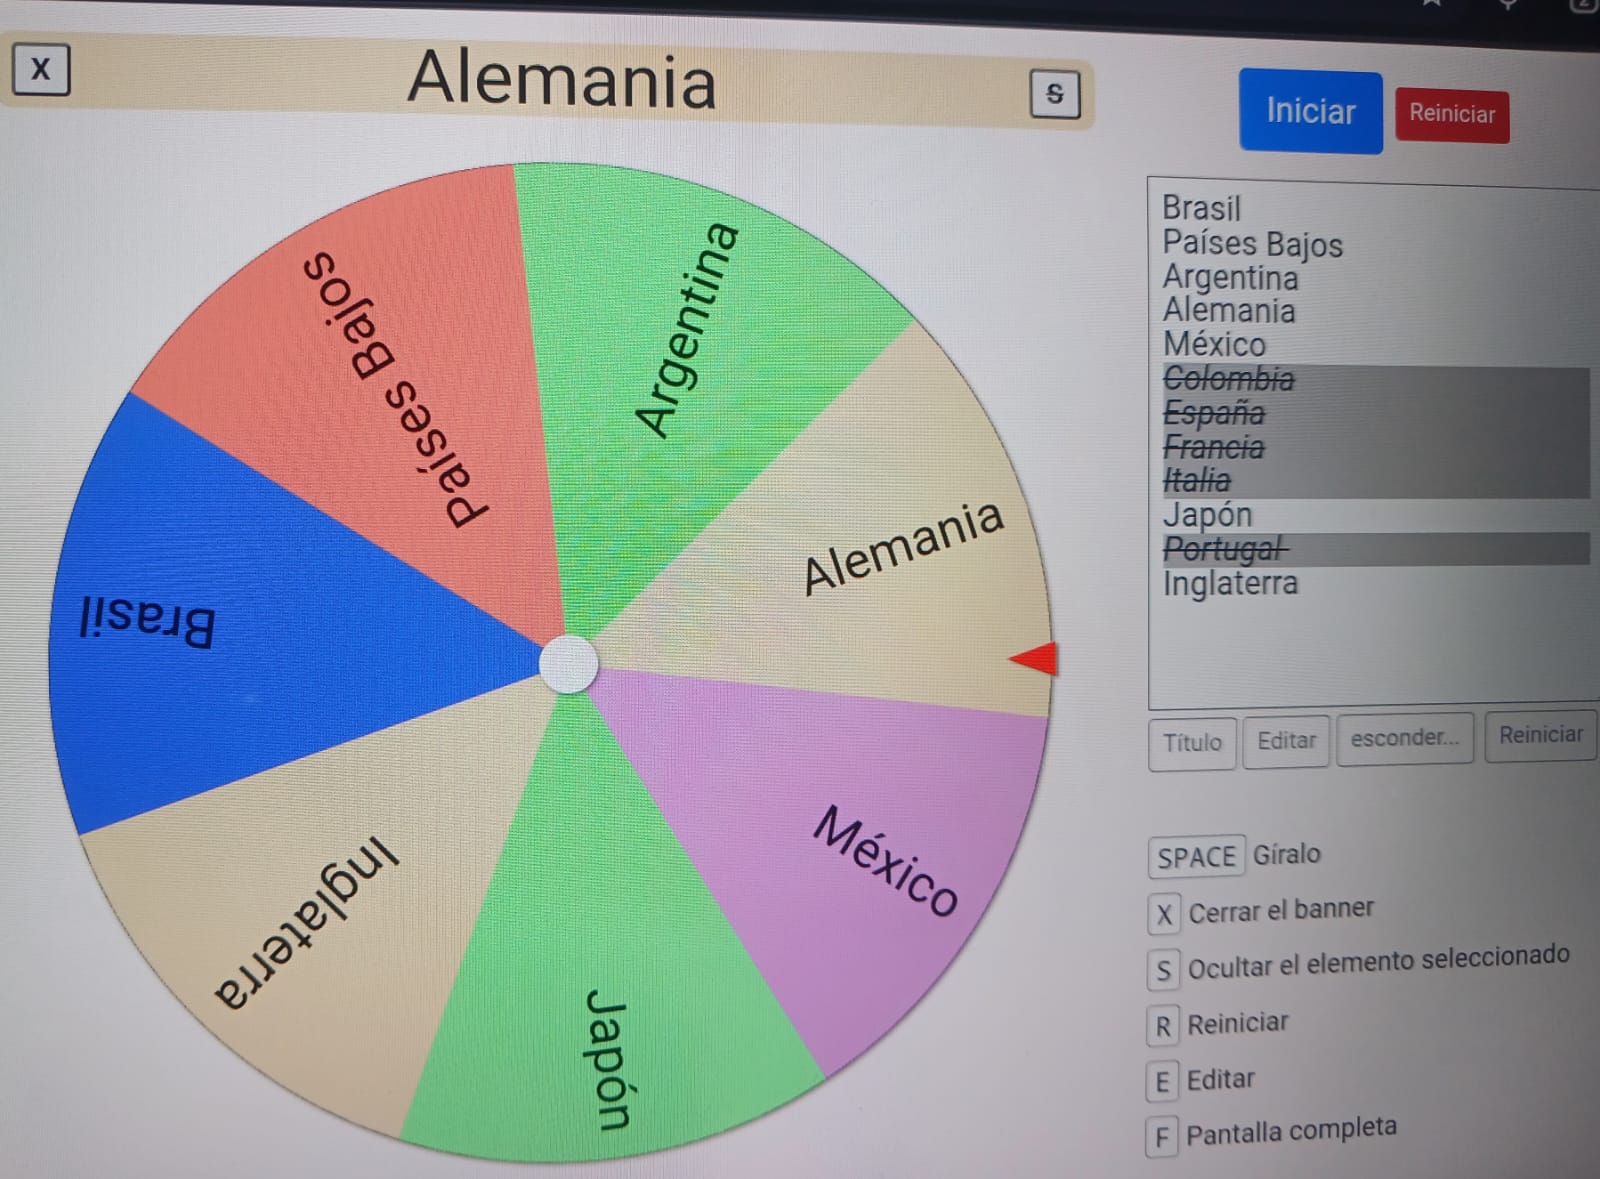 X
Alemania
S
Iniciar
Reiniciar
Argentina
Países Bajos
Alemania
Brasil
México
Inglaterra
Japón
Brasil
Países Bajos
Argentina
Alemania
México
Colombia
España
Francia
Italia
Japón
Portugal
Inglaterra
Título
Editar
esconder...
Reiniciar
SPACE Gíralo
X Cerrar el banner
S Ocultar el elemento seleccionado
R Reiniciar
E Editar
F Pantalla completa